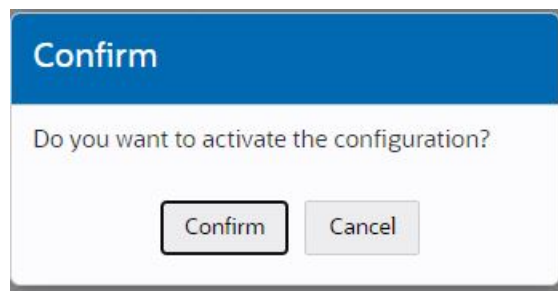 Confirm
Do you want to activate the configuration?
Confirm Cancel